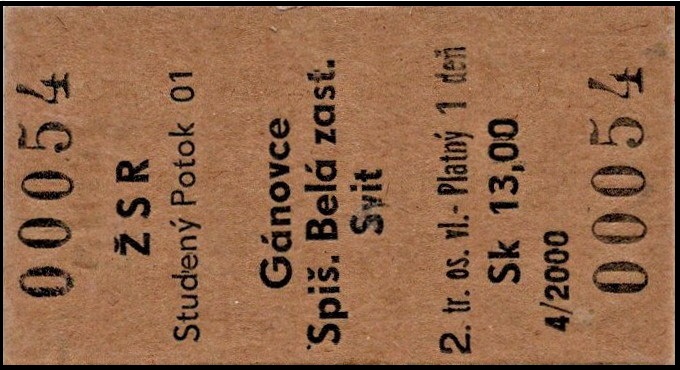 00054
ŽSR
Studený Potok 01
Gánovce
Spiš. Belá zast.
Svit
2. tr. os. vl.- Platný 1 deň
Sk 13,00
4/2000
00054